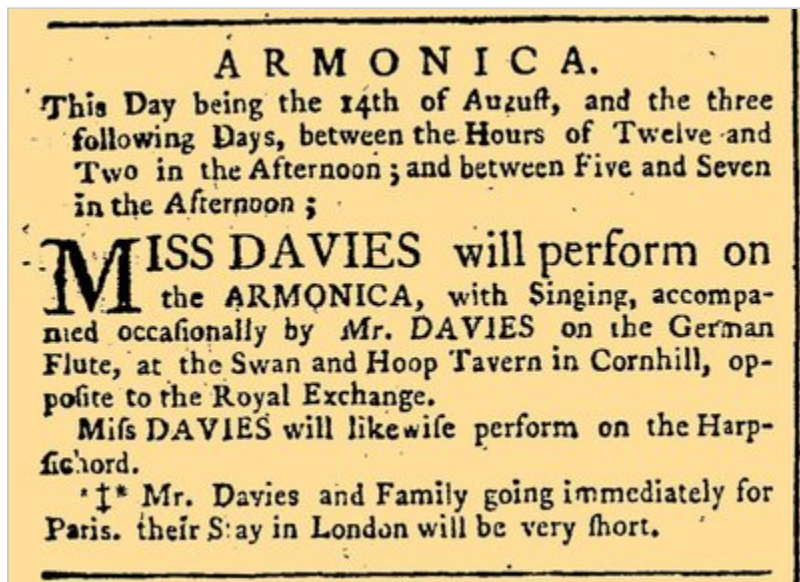 ARMONICA.
This Day being the 14th of Auguſt, and the three
following Days, between the Hours of Twelve and
Two in the Afternoon; and between Five and Seven
in the Afternoon;
MISS DAVIES will perform on
the ARMONICA, with Singing, accompa-
nied occaſionally by Mr. DAVIES on the German
Flute, at the Swan and Hoop Tavern in Cornhill, op-
poſite to the Royal Exchange.
Miſs DAVIES will likewiſe perform on the Harp-
ſichord.
*‡* Mr. Davies and Family going immediately for
Paris. their Stay in London will be very ſhort.